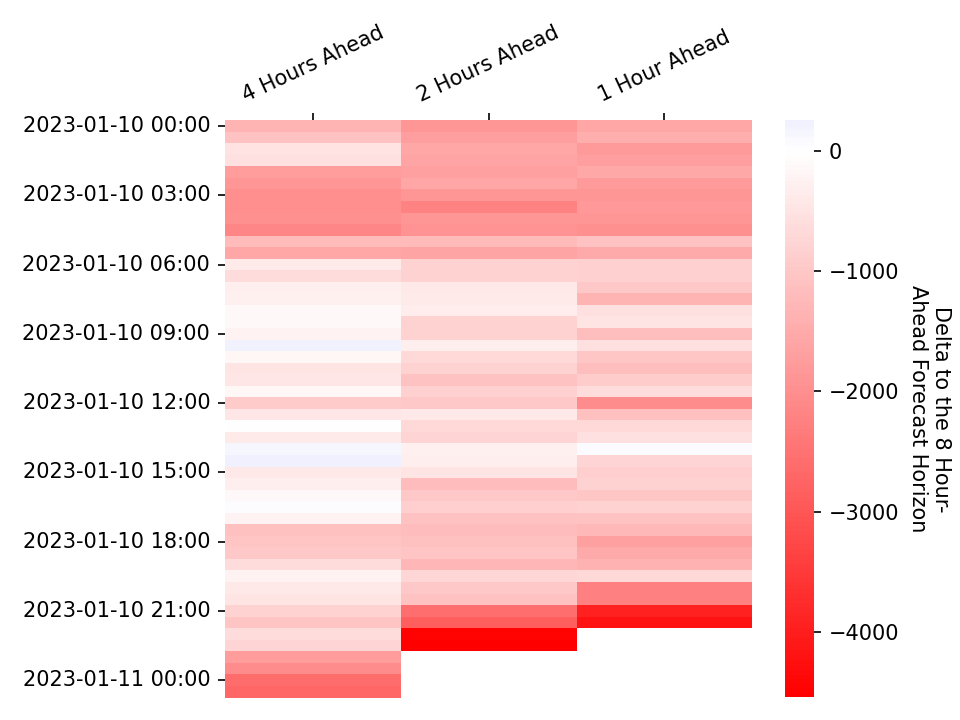 4 Hours Ahead
2 Hours Ahead
1 Hour Ahead
2023-01-10 00:00
2023-01-10 03:00
2023-01-10 06:00
2023-01-10 09:00
2023-01-10 12:00
2023-01-10 15:00
2023-01-10 18:00
2023-01-10 21:00
2023-01-11 00:00
0
−1000
−2000
−3000
−4000
Delta to the 8 Hour-
Ahead Forecast Horizon